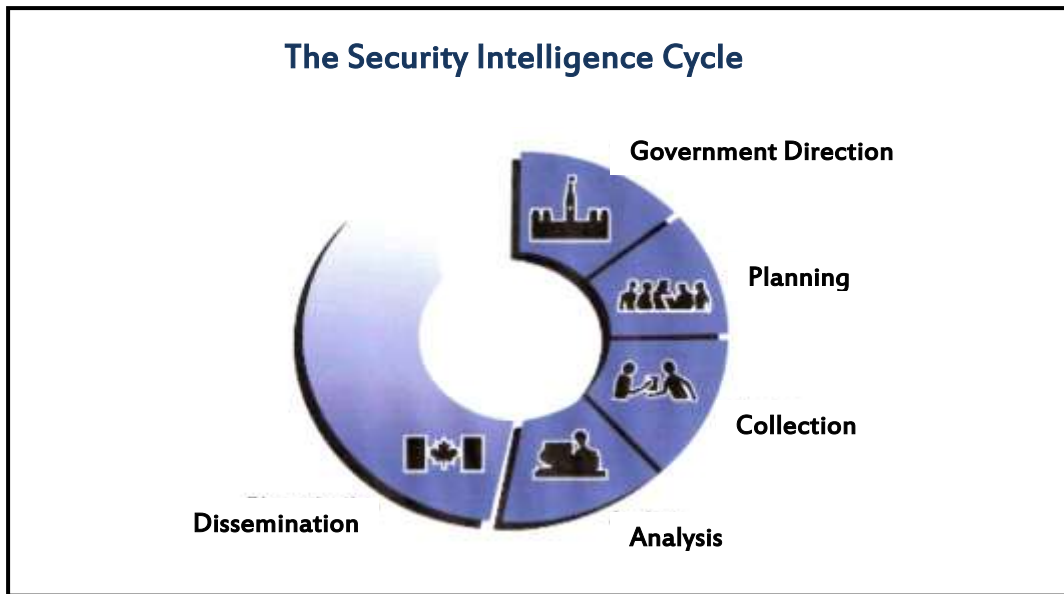 The Security Intelligence Cycle
Government Direction
Planning
Collection
Analysis
Dissemination